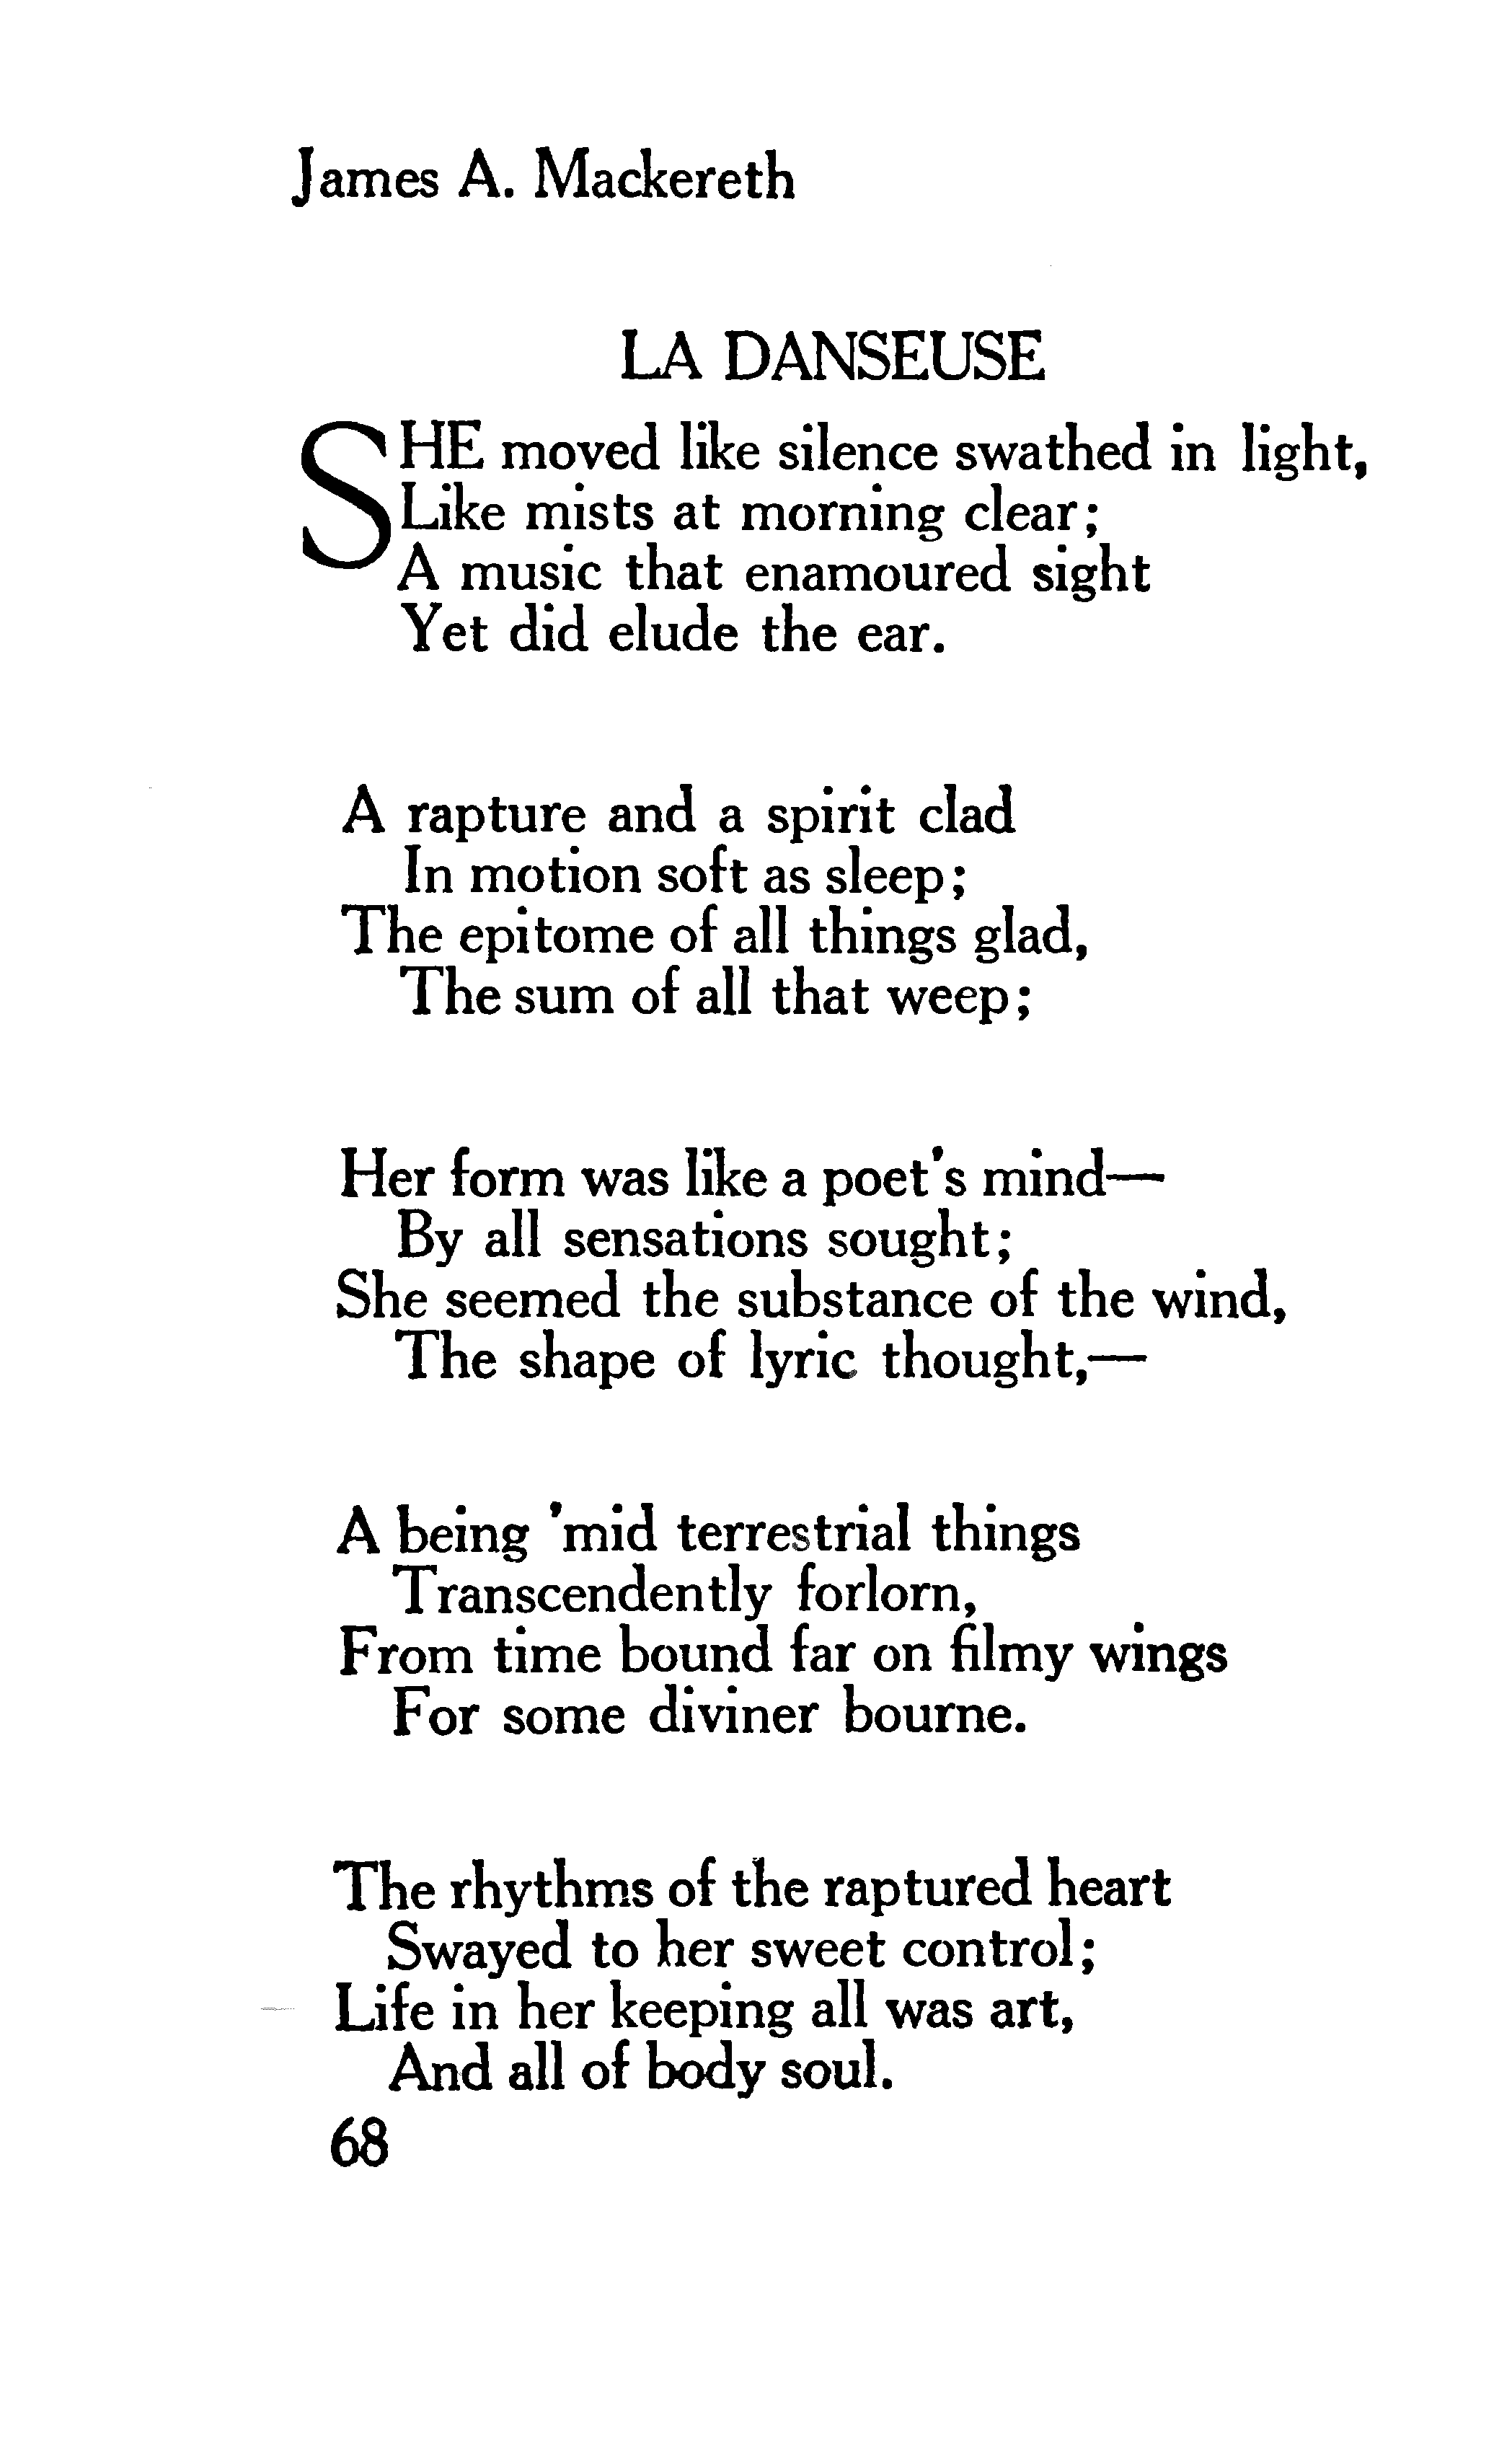 James A. Mackereth
LA DANSEUSE
SHE moved like silence swathed in light,
Like mists at morning clear;
A music that enamoured sight
Yet did elude the ear.
A rapture and a spirit clad
In motion soft as sleep;
The epitome of all things glad,
The sum of all that weep;
Her form was like a poet's mind—
By all sensations sought;
She seemed the substance of the wind,
The shape of lyric thought,—
A being 'mid terrestrial things
Transcendently forlorn,
From time bound far on filmy wings
For some diviner bourne.
The rhythms of the raptured heart
Swayed to her sweet control;
Life in her keeping all was art,
And all of body soul.
68